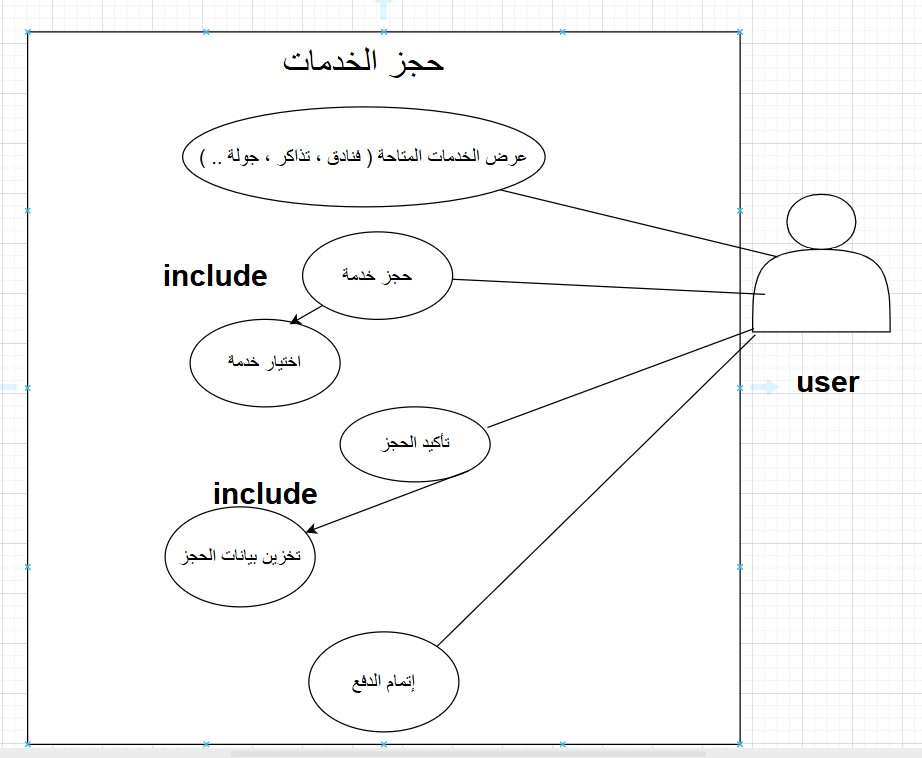 حجز الخدمات
عرض الخدمات المتاحة ( فنادق ، تذاكر ، جولة .. )
حجز خدمة
include
اختيار خدمة
user
تأكيد الحجز
include
تخزين بيانات الحجز
إتمام الدفع